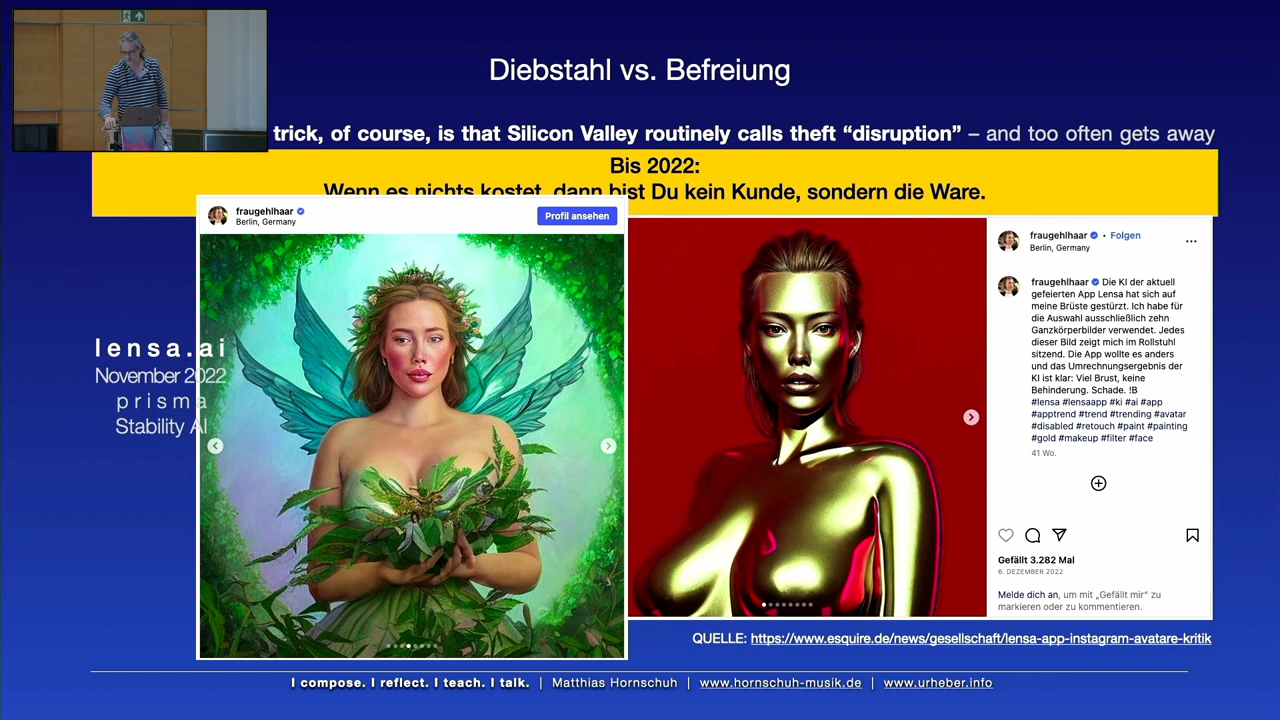 Diebstahl vs. Befreiung
trick, of course, is that Silicon Valley routinely calls theft “disruption” – and too often gets away
Bis 2022:
Wenn es nichts kostet, dann bist Du kein Kunde, sondern die Ware.
fraugehlhaar
Berlin, Germany
Profil ansehen
lensa.ai
November 2022
prisma
Stability AI
fraugehlhaar • Folgen
Berlin, Germany
fraugehlhaar Die KI der aktuell
gefeierten App Lensa hat sich auf
meine Brüste gestürzt. Ich habe für
die Auswahl ausschließlich zehn
Ganzkörperbilder verwendet. Jedes
dieser Bild zeigt mich im Rollstuhl
sitzend. Die App wollte es anders
und das Umrechnungsergebnis der
KI ist klar: Viel Brust, keine
Behinderung. Schade. !B
#lensa #lensaapp #ki #ai #app
#apptrend #trend #trending #avatar
#disabled #retouch #paint #painting
#gold #makeup #filter #face
41 Wo.
Gefällt 3.282 Mal
6. DEZEMBER 2022
Melde dich an, um mit „Gefällt mir“ zu
markieren oder zu kommentieren.
QUELLE: https://www.esquire.de/news/gesellschaft/lensa-app-instagram-avatare-kritik
I compose. I reflect. I teach. I talk. | Matthias Hornschuh | www.hornschuh-musik.de | www.urheber.info